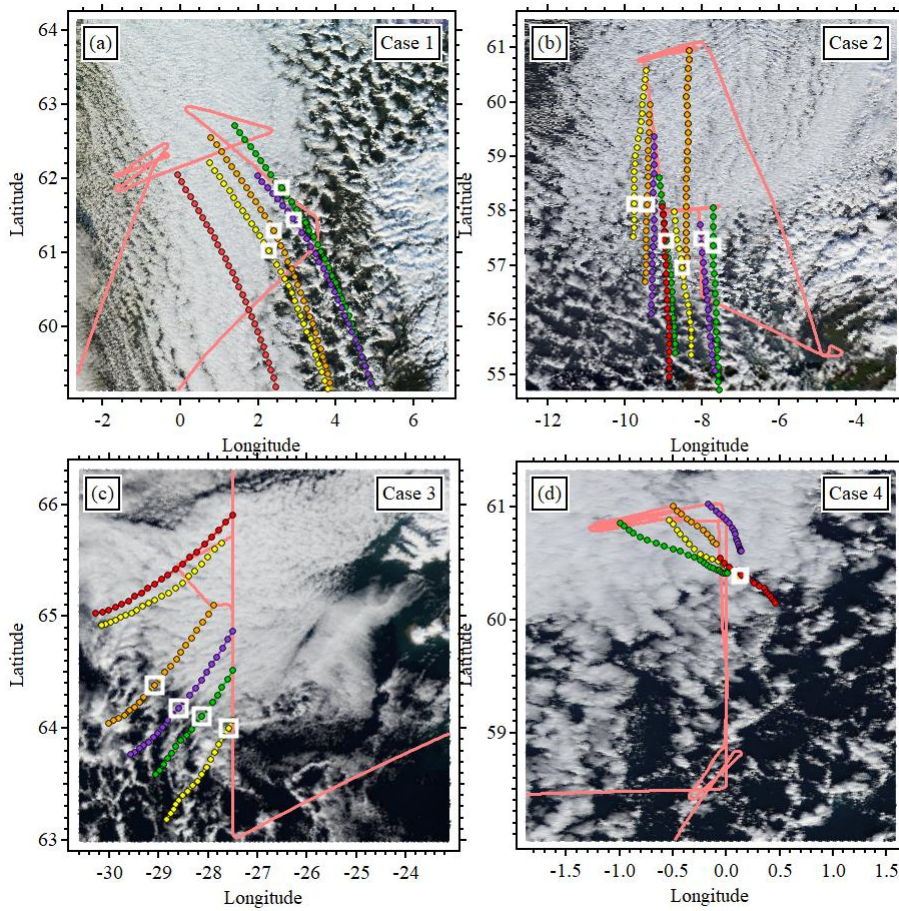 (a) Case 1
64
63
62
61
60
Latitude
-2 0 2 4 6
Longitude
(b) Case 2
61
60
59
58
57
56
55
Latitude
-12 -10 -8 -6 -4
Longitude
(c) Case 3
66
65
64
63
Latitude
-30 -29 -28 -26 -24
Longitude
(d) Case 4
61
60
59
Latitude
-1.5 -1.0 -0.5 0.0 0.5 1.0 1.5
Longitude